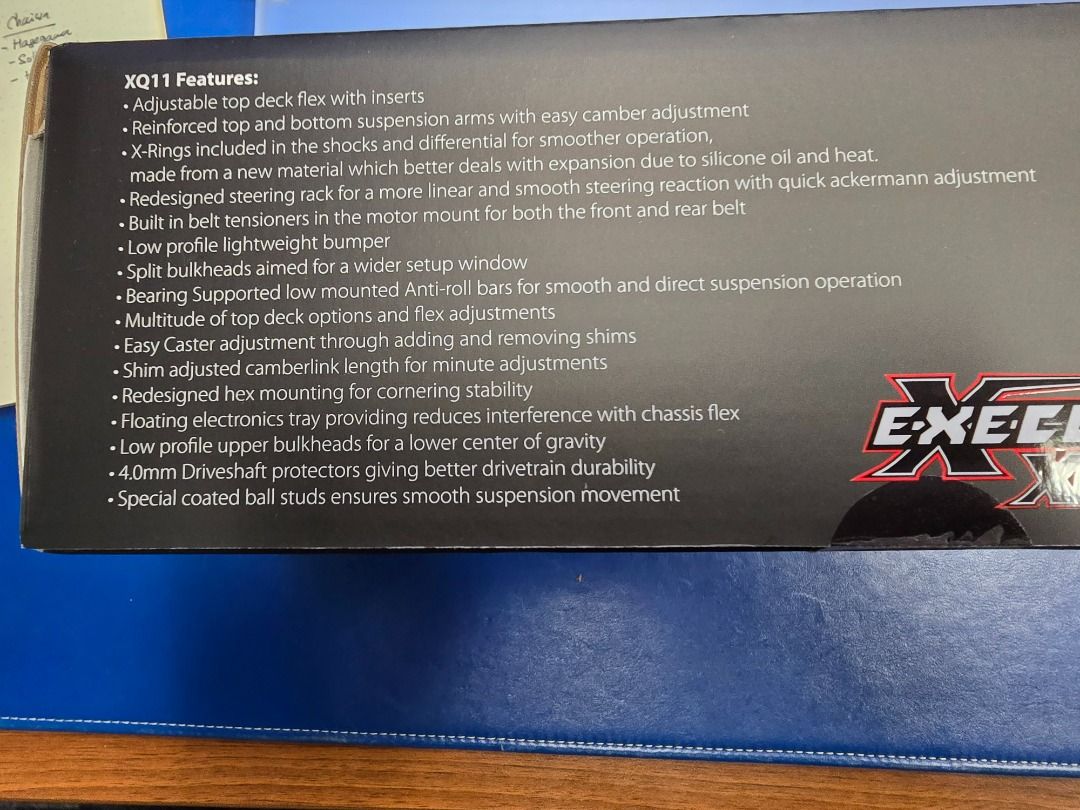 Chaisn
- Hasegawa
- So
-
XQ11 Features:
• Adjustable top deck flex with inserts
• Reinforced top and bottom suspension arms with easy camber adjustment
• X-Rings included in the shocks and differential for smoother operation,
made from a new material which better deals with expansion due to silicone oil and heat.
• Redesigned steering rack for a more linear and smooth steering reaction with quick ackermann adjustment
• Built in belt tensioners in the motor mount for both the front and rear belt
• Low profile lightweight bumper
• Split bulkheads aimed for a wider setup window
• Bearing Supported low mounted Anti-roll bars for smooth and direct suspension operation
• Multitude of top deck options and flex adjustments
• Easy Caster adjustment through adding and removing shims
• Shim adjusted camberlink length for minute adjustments
• Redesigned hex mounting for cornering stability
• Floating electronics tray providing reduces interference with chassis flex
• Low profile upper bulkheads for a lower center of gravity
• 4.0mm Driveshaft protectors giving better drivetrain durability
• Special coated ball studs ensures smooth suspension movement
EXEC
X